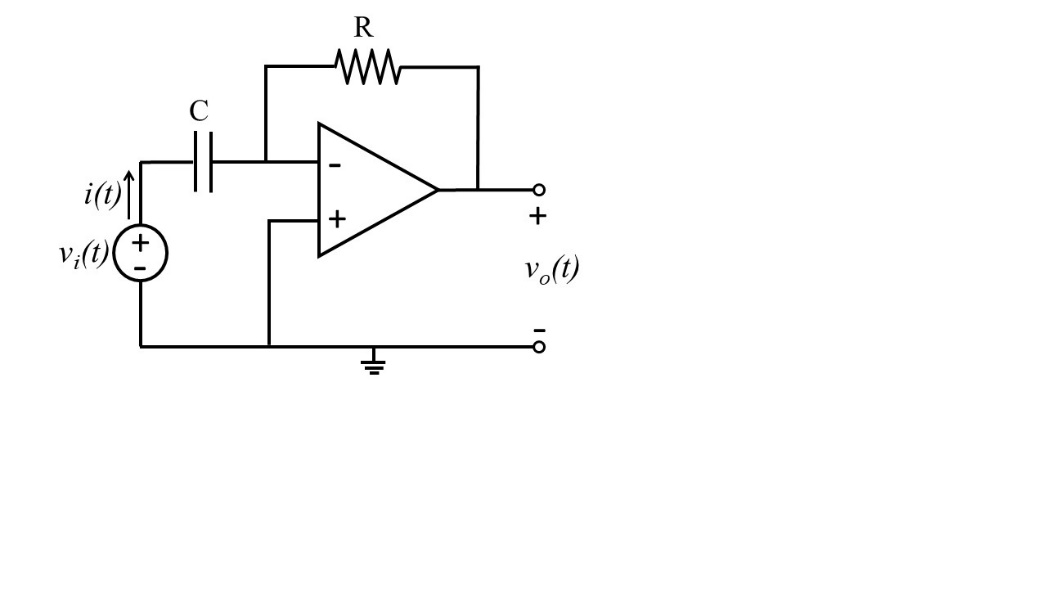 R
C
-
i(t)
+
+
v_i(t)
-
+
v_o(t)
-